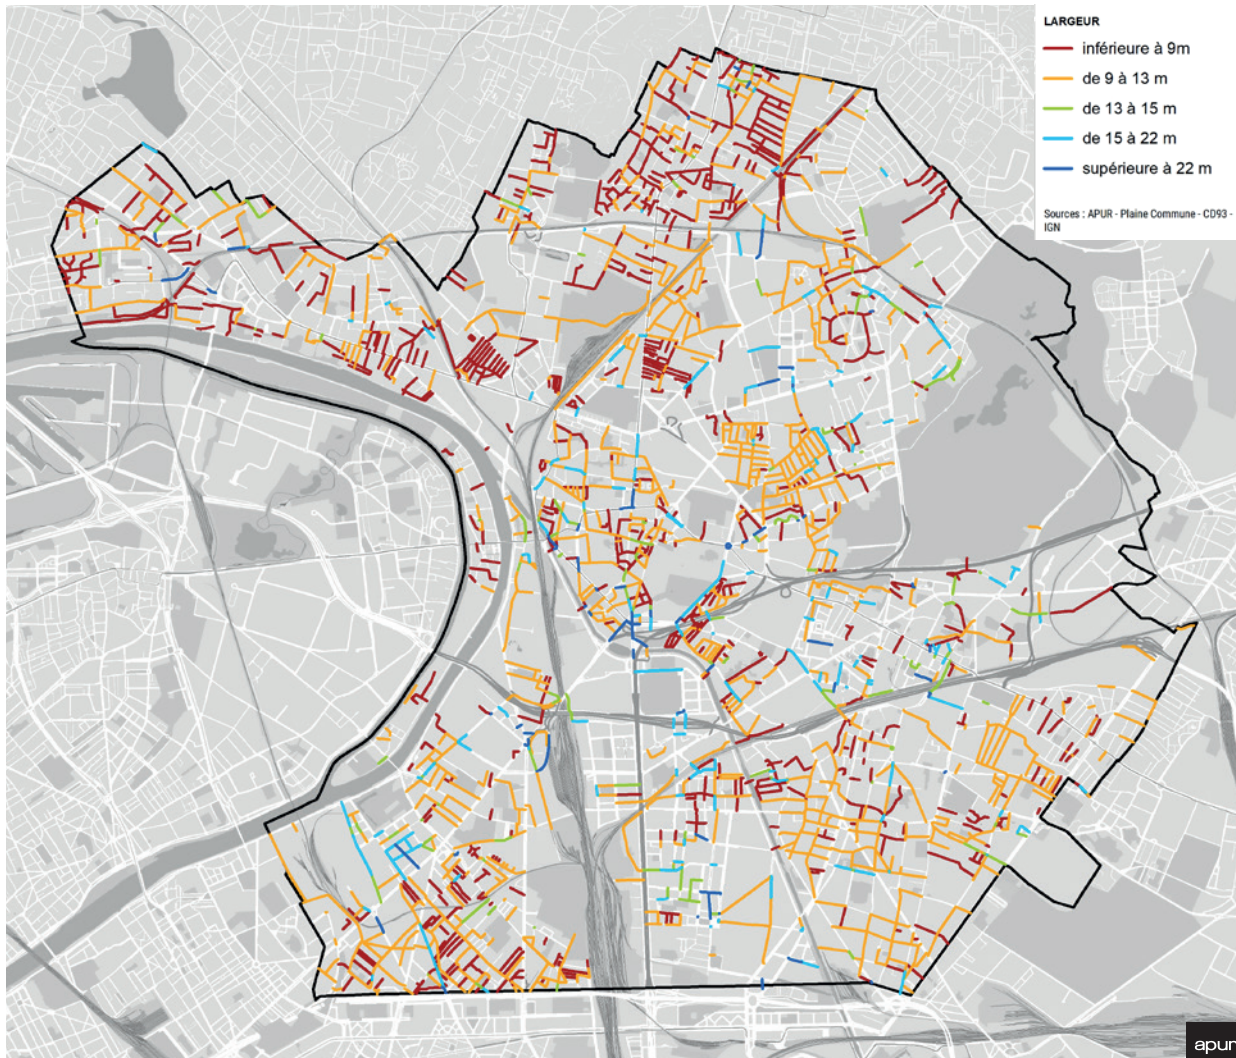 LARGEUR
inférieure à 9m
de 9 à 13 m
de 13 à 15 m
de 15 à 22 m
supérieure à 22 m
Sources : APUR - Plaine Commune - CD93 -
IGN
apur